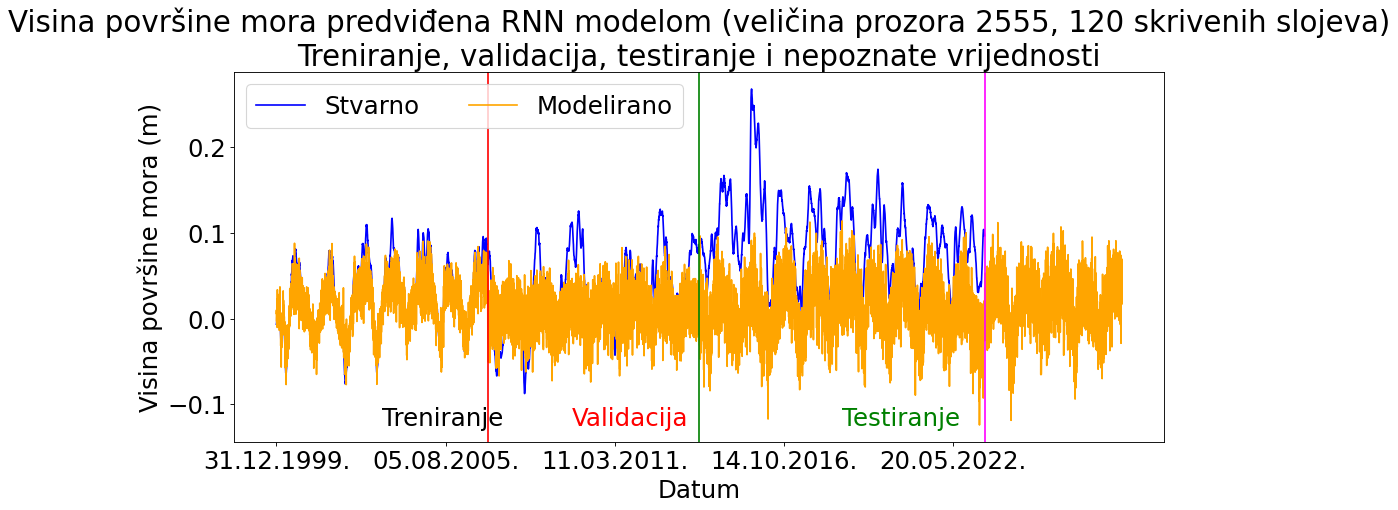 Visina površine mora predviđena RNN modelom (veličina prozora 2555, 120 skrivenih slojeva)
Treniranje, validacija, testiranje i nepoznate vrijednosti
Stvarno Modelirano
Visina površine mora (m)
0.2
0.1
0.0
−0.1
Treniranje Validacija Testiranje
31.12.1999. 05.08.2005. 11.03.2011. 14.10.2016. 20.05.2022.
Datum